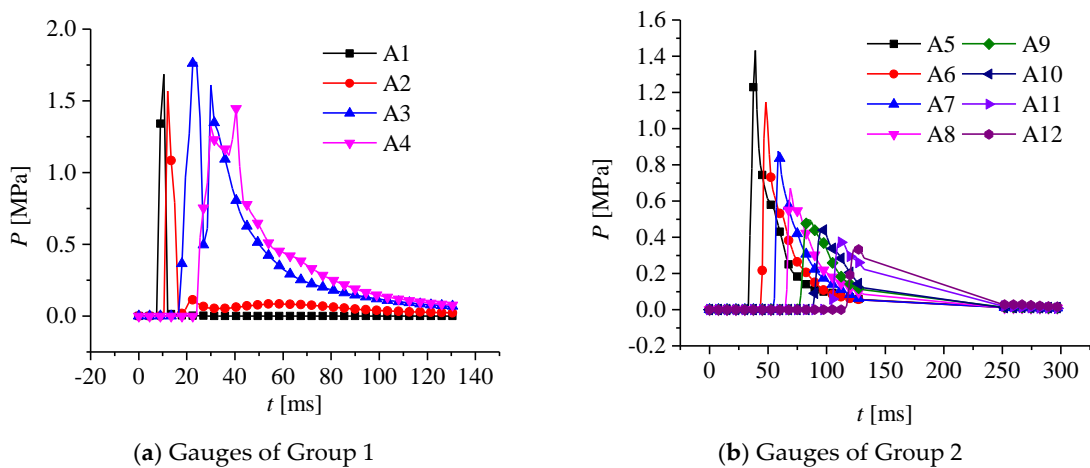 2.0
1.5
1.0
0.5
0.0
P [MPa]
A1
A2
A3
A4
-20 0 20 40 60 80 100 120 140
t [ms]
(a) Gauges of Group 1
1.6
1.4
1.2
1.0
0.8
0.6
0.4
0.2
0.0
-0.2
P [MPa]
A5 A9
A6 A10
A7 A11
A8 A12
0 50 100 150 200 250 300
t [ms]
(b) Gauges of Group 2